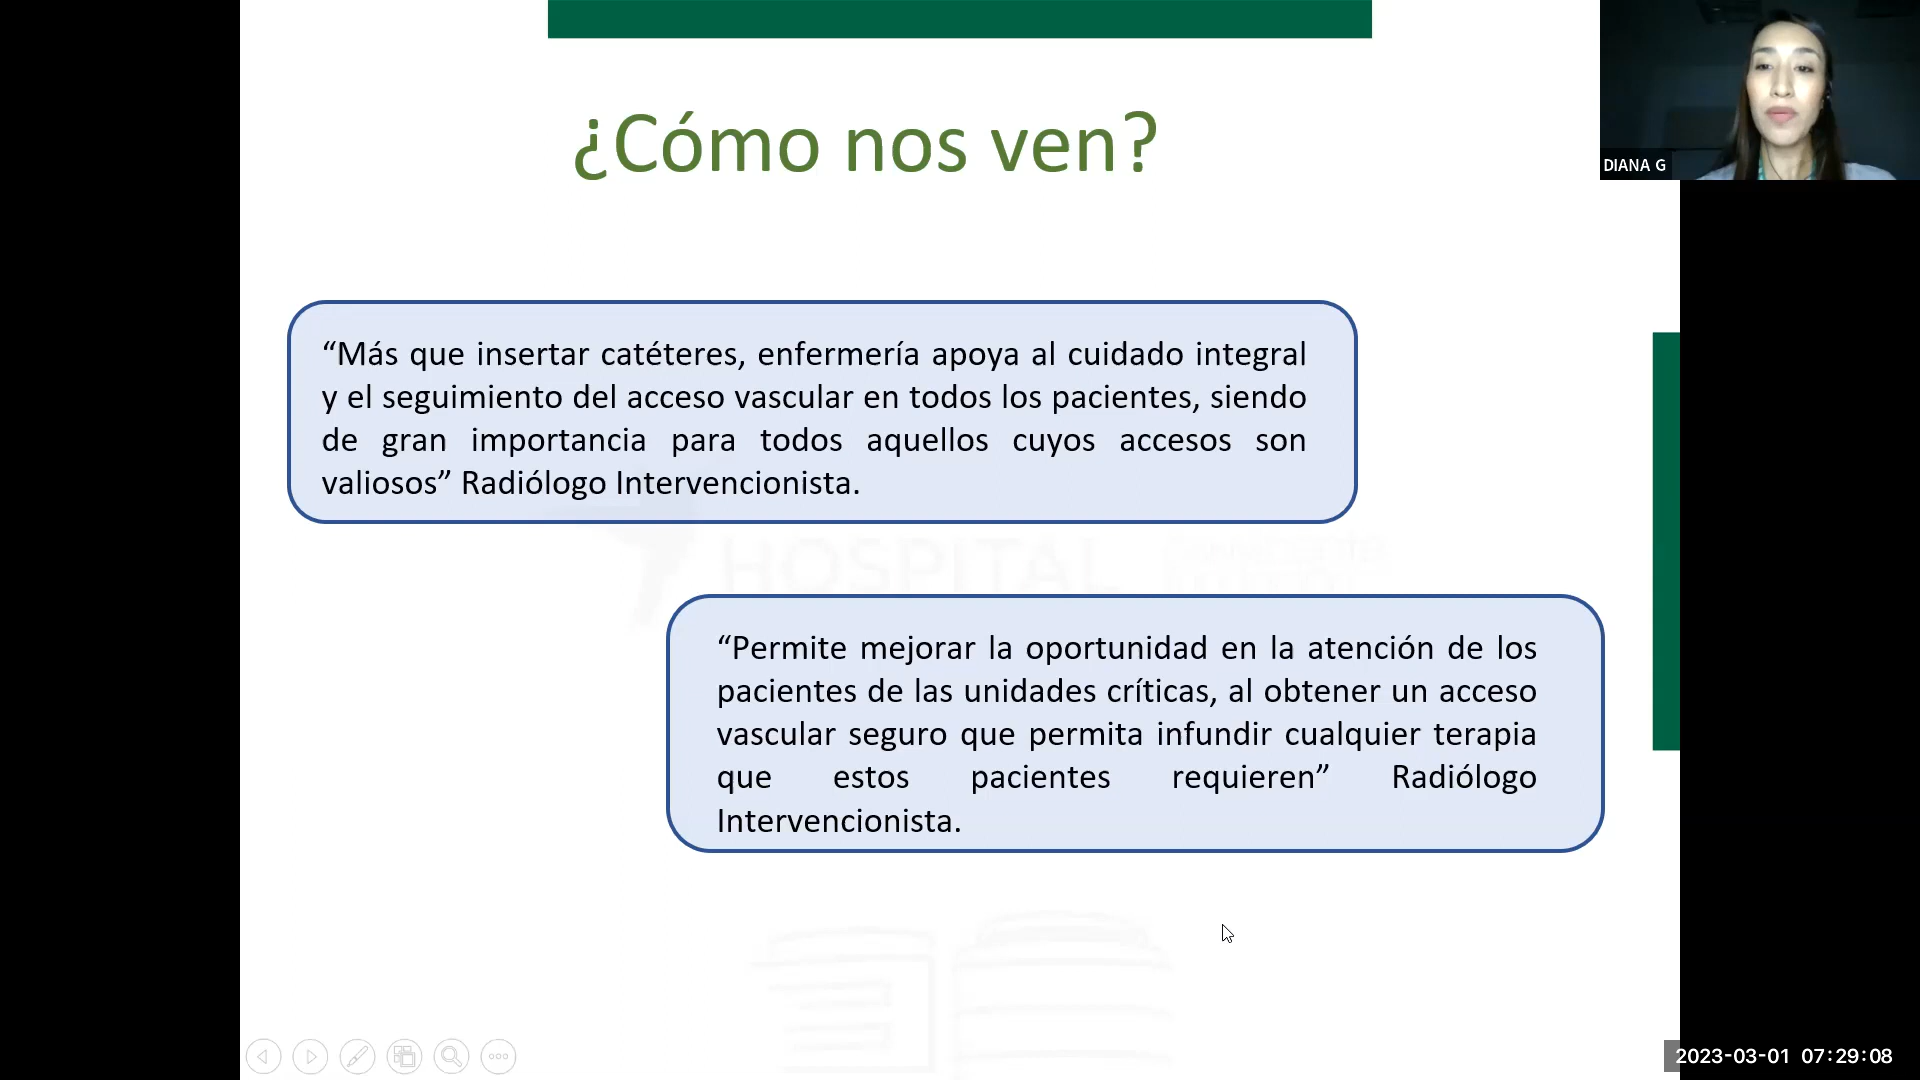 ¿Cómo nos ven?
DIANA G
“Más que insertar catéteres, enfermería apoya al cuidado integral
y el seguimiento del acceso vascular en todos los pacientes, siendo
de gran importancia para todos aquellos cuyos accesos son
valiosos” Radiólogo Intervencionista.
HOSPITAL
“Permite mejorar la oportunidad en la atención de los
pacientes de las unidades críticas, al obtener un acceso
vascular seguro que permita infundir cualquier terapia
que estos pacientes requieren” Radiólogo
Intervencionista.
2023-03-01 07:29:08